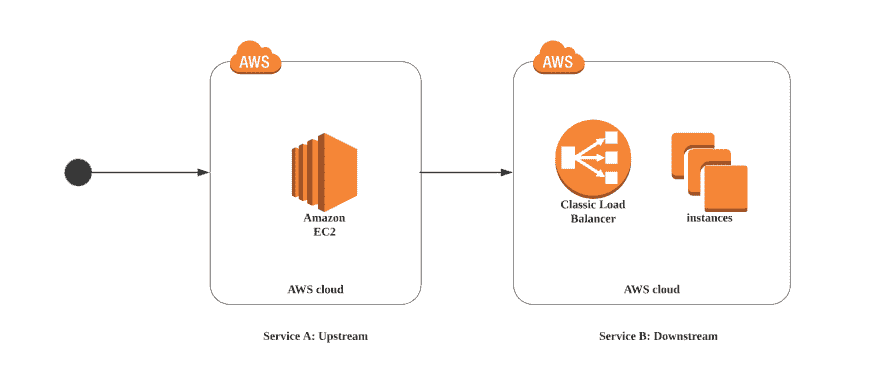 AWS
AWS
Amazon
EC2
Classic Load
Balancer
instances
AWS cloud
AWS cloud
Service A: Upstream
Service B: Downstream